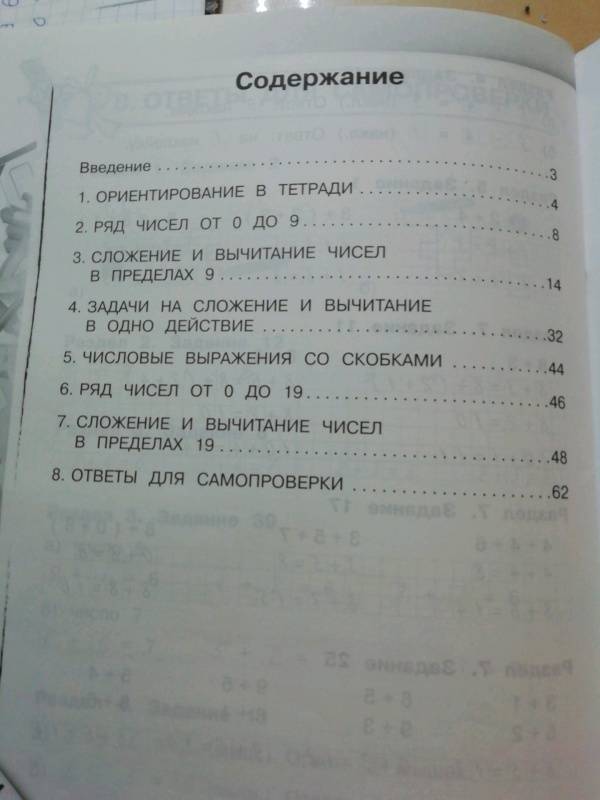 Содержание
Введение ........ 3
1. ОРИЕНТИРОВАНИЕ В ТЕТРАДИ ........ 4
2. РЯД ЧИСЕЛ ОТ 0 ДО 9 ........ 8
3. СЛОЖЕНИЕ И ВЫЧИТАНИЕ ЧИСЕЛ
В ПРЕДЕЛАХ 9 ........ 14
4. ЗАДАЧИ НА СЛОЖЕНИЕ И ВЫЧИТАНИЕ
В ОДНО ДЕЙСТВИЕ ........ 32
5. ЧИСЛОВЫЕ ВЫРАЖЕНИЯ СО СКОБКАМИ ........ 44
6. РЯД ЧИСЕЛ ОТ 0 ДО 19 ........ 46
7. СЛОЖЕНИЕ И ВЫЧИТАНИЕ ЧИСЕЛ
В ПРЕДЕЛАХ 19 ........ 48
8. ОТВЕТЫ ДЛЯ САМОПРОВЕРКИ ........ 62